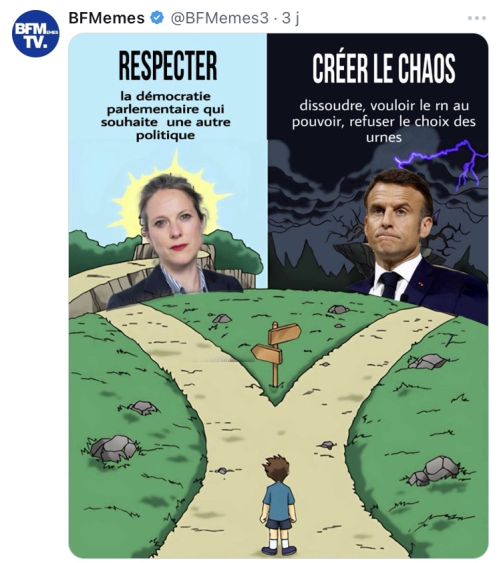 BFMEMES
TV.
BFMemes @BFMemes3 · 3 j
RESPECTER
la démocratie
parlementaire qui
souhaite une autre
politique
CRÉER LE CHAOS
dissoudre, vouloir le rn au
pouvoir, refuser le choix des
urnes